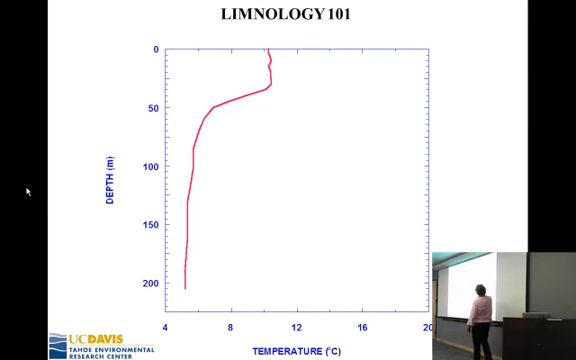 LIMNOLOGY 101
0
50
100
150
200
DEPTH (m)
4
8
12
16
20
TEMPERATURE (°C)
UCDAVIS
TAHOE ENVIRONMENTAL
RESEARCH CENTER